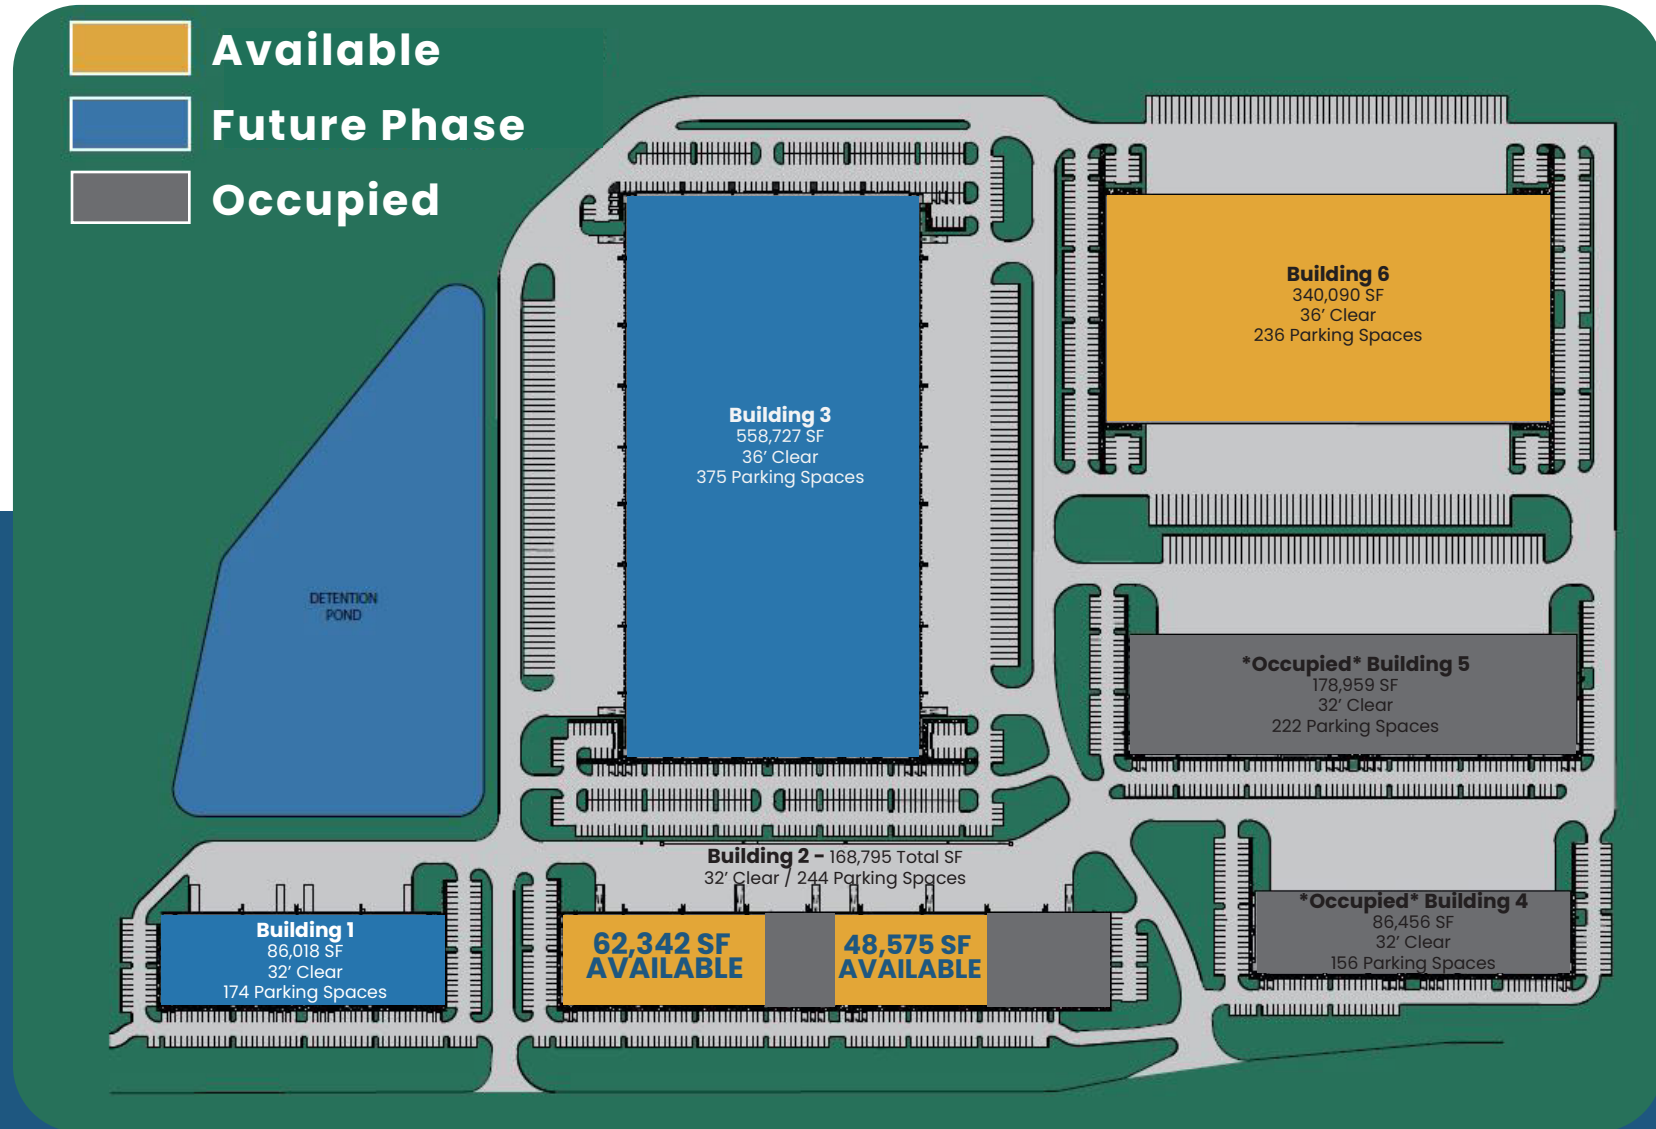 Available
Future Phase
Occupied
Building 6
340,090 SF
36’ Clear
236 Parking Spaces
Building 3
558,727 SF
36’ Clear
375 Parking Spaces
DETENTION
POND
*Occupied* Building 5
178,959 SF
32’ Clear
222 Parking Spaces
Building 2 - 168,795 Total SF
32’ Clear / 244 Parking Spaces
*Occupied* Building 4
86,456 SF
32’ Clear
156 Parking Spaces
Building 1
86,018 SF
32’ Clear
174 Parking Spaces
62,342 SF
AVAILABLE
48,575 SF
AVAILABLE